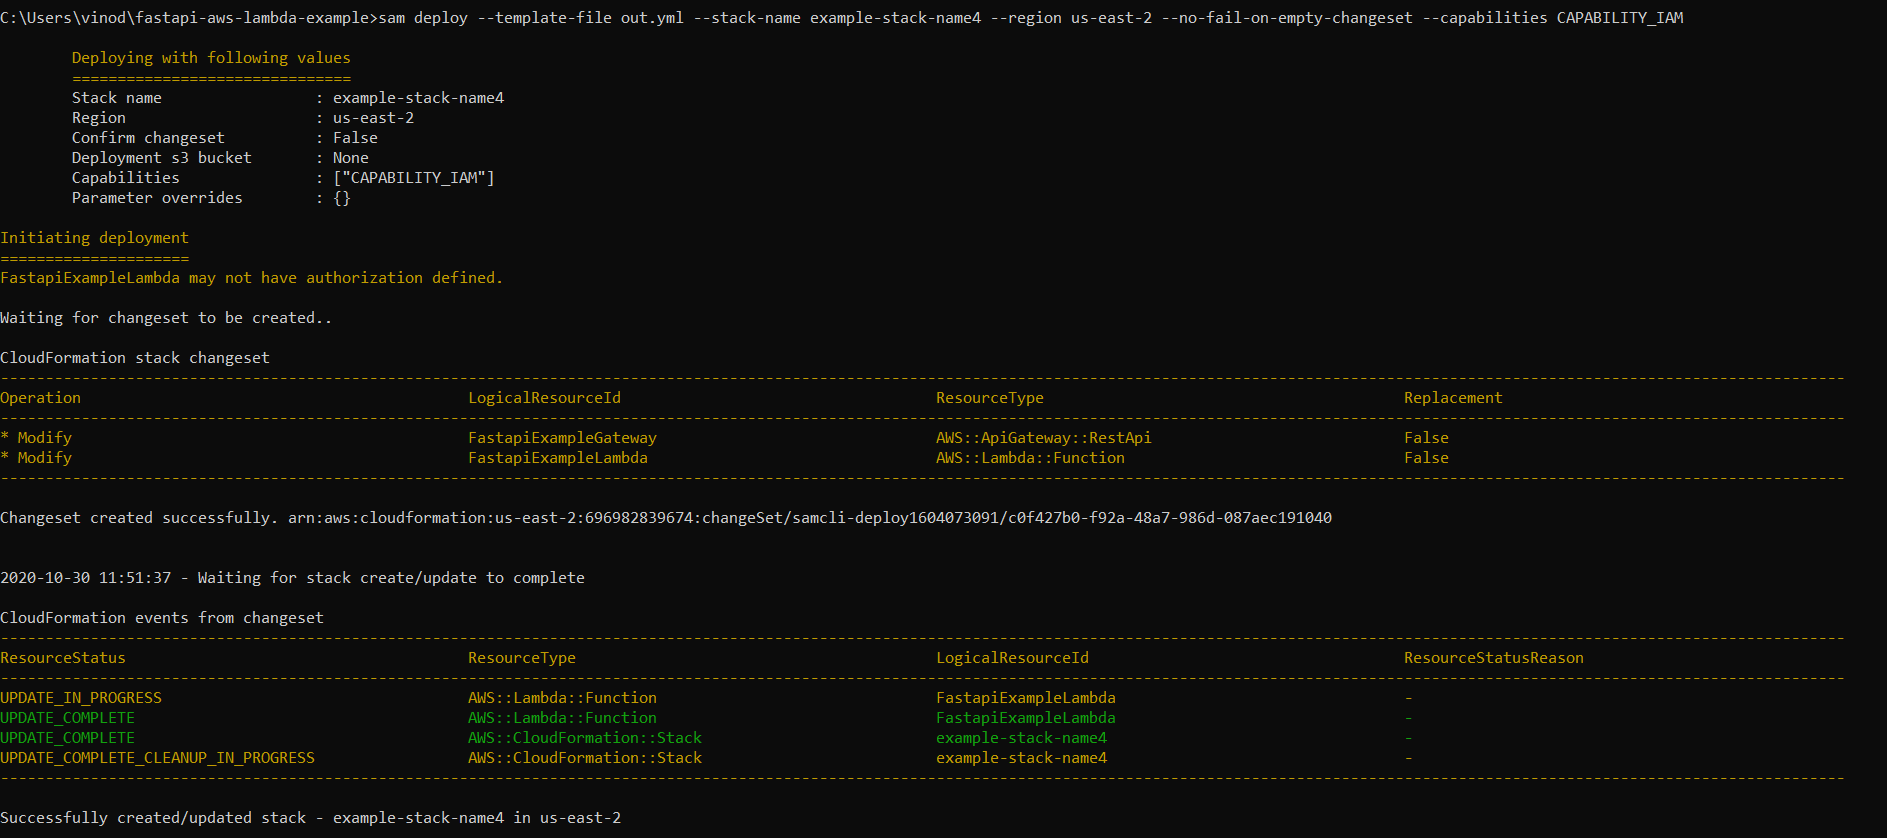 C:\Users\vinod\fastapi-aws-lambda-example>sam deploy --template-file out.yml --stack-name example-stack-name4 --region us-east-2 --no-fail-on-empty-changeset --capabilities CAPABILITY_IAM
Deploying with following values
===============================
Stack name : example-stack-name4
Region : us-east-2
Confirm changeset : False
Deployment s3 bucket : None
Capabilities : ["CAPABILITY_IAM"]
Parameter overrides : {}
Initiating deployment
=====================
FastapiExampleLambda may not have authorization defined.
Waiting for changeset to be created..
CloudFormation stack changeset
Operation LogicalResourceId ResourceType Replacement
* Modify FastapiExampleGateway AWS::ApiGateway::RestApi False
* Modify FastapiExampleLambda AWS::Lambda::Function False
Changeset created successfully. arn:aws:cloudformation:us-east-2:696982839674:changeSet/samcli-deploy1604073091/c0f427b0-f92a-48a7-986d-087aec191040
2020-10-30 11:51:37 - Waiting for stack create/update to complete
CloudFormation events from changeset
ResourceStatus ResourceType LogicalResourceId ResourceStatusReason
UPDATE_IN_PROGRESS AWS::Lambda::Function FastapiExampleLambda -
UPDATE_COMPLETE AWS::Lambda::Function FastapiExampleLambda -
UPDATE_COMPLETE AWS::CloudFormation::Stack example-stack-name4 -
UPDATE_COMPLETE_CLEANUP_IN_PROGRESS AWS::CloudFormation::Stack example-stack-name4 -
Successfully created/updated stack - example-stack-name4 in us-east-2